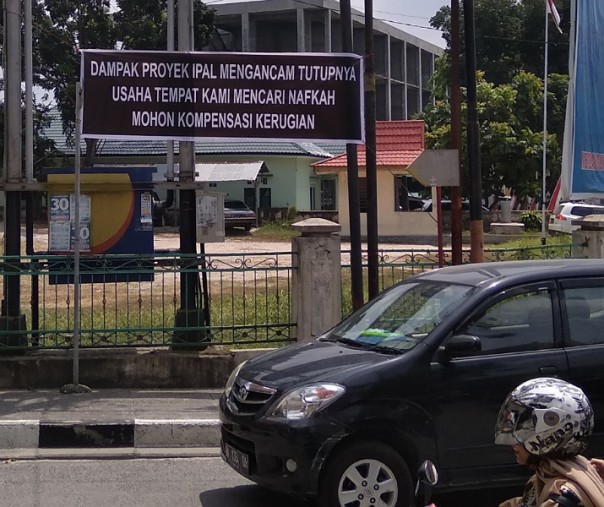 DAMPAK PROYEK IPAL MENGANCAM TUTUPNYA
USAHA TEMPAT KAMI MENCARI NAFKAH
MOHON KOMPENSASI KERUGIAN
30